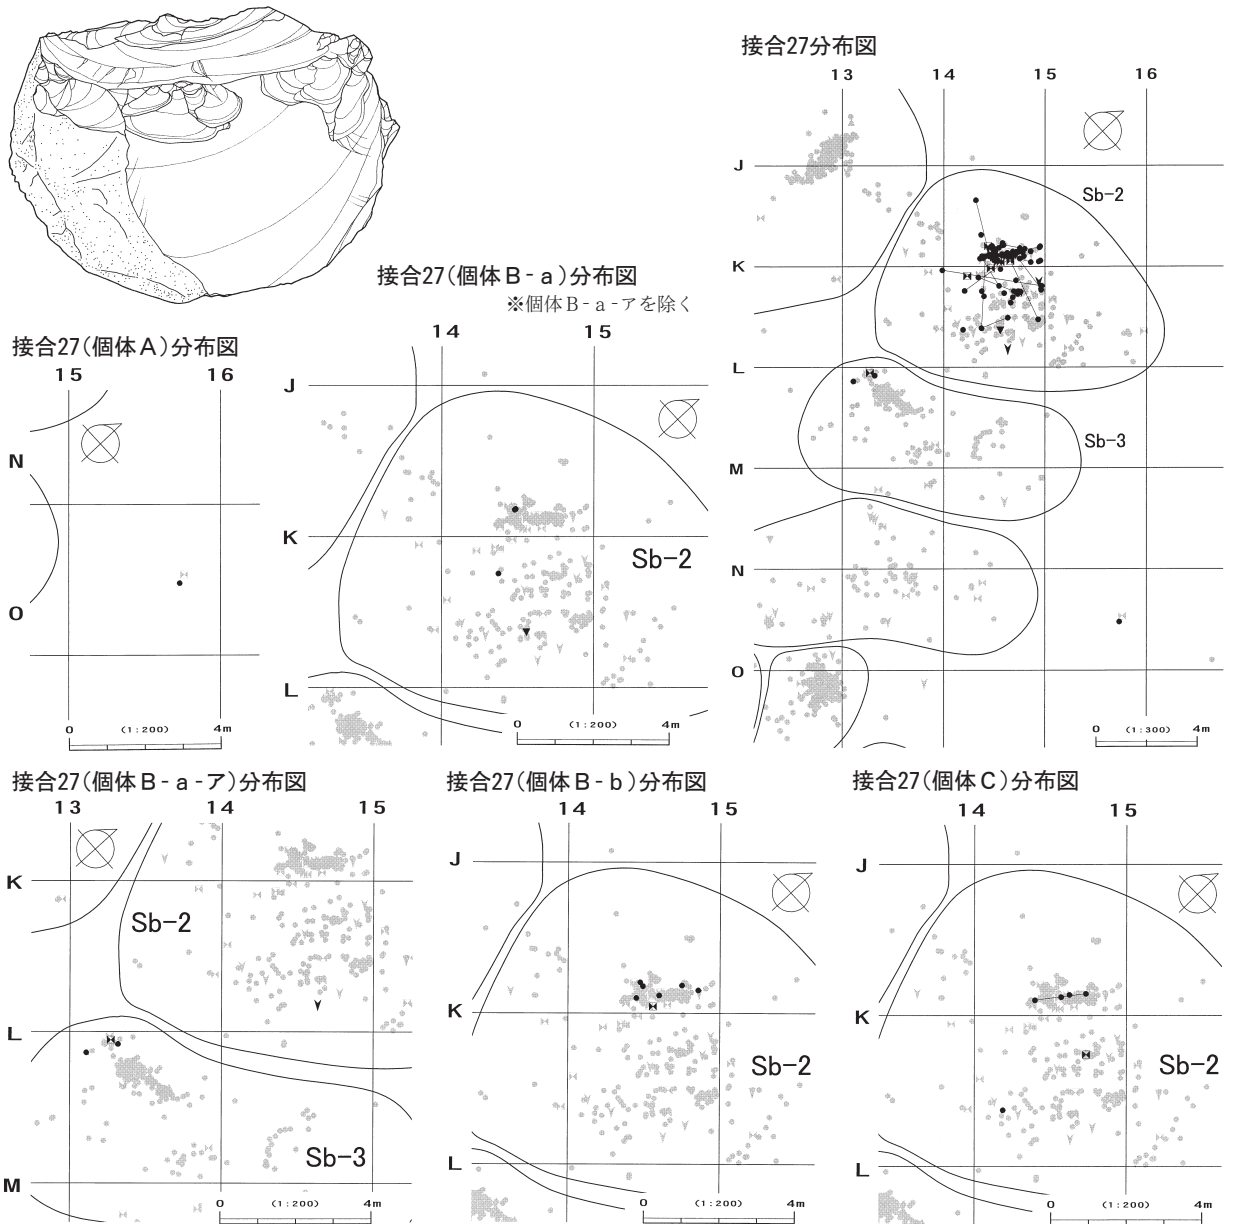 接合27分布図
13 14 15 16
J
Sb-2
K
L
Sb-3
M
N
O
0 (1:300) 4m
接合27(個体B-a)分布図
※個体B-a-アを除く
14 15
J
K
Sb-2
L
0 (1:200) 4m
接合27(個体A)分布図
15 16
N
O
0 (1:200) 4m
接合27(個体B-a-ア)分布図
13 14 15
K
Sb-2
L
Sb-3
M
0 (1:200) 4m
接合27(個体B-b)分布図
14 15
J
K
Sb-2
L
0 (1:200) 4m
接合27(個体C)分布図
14 15
J
K
Sb-2
L
0 (1:200) 4m